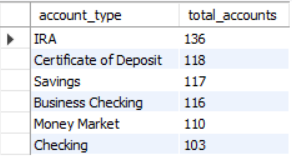 account_type total_accounts
IRA 136
Certificate of Deposit 118
Savings 117
Business Checking 116
Money Market 110
Checking 103